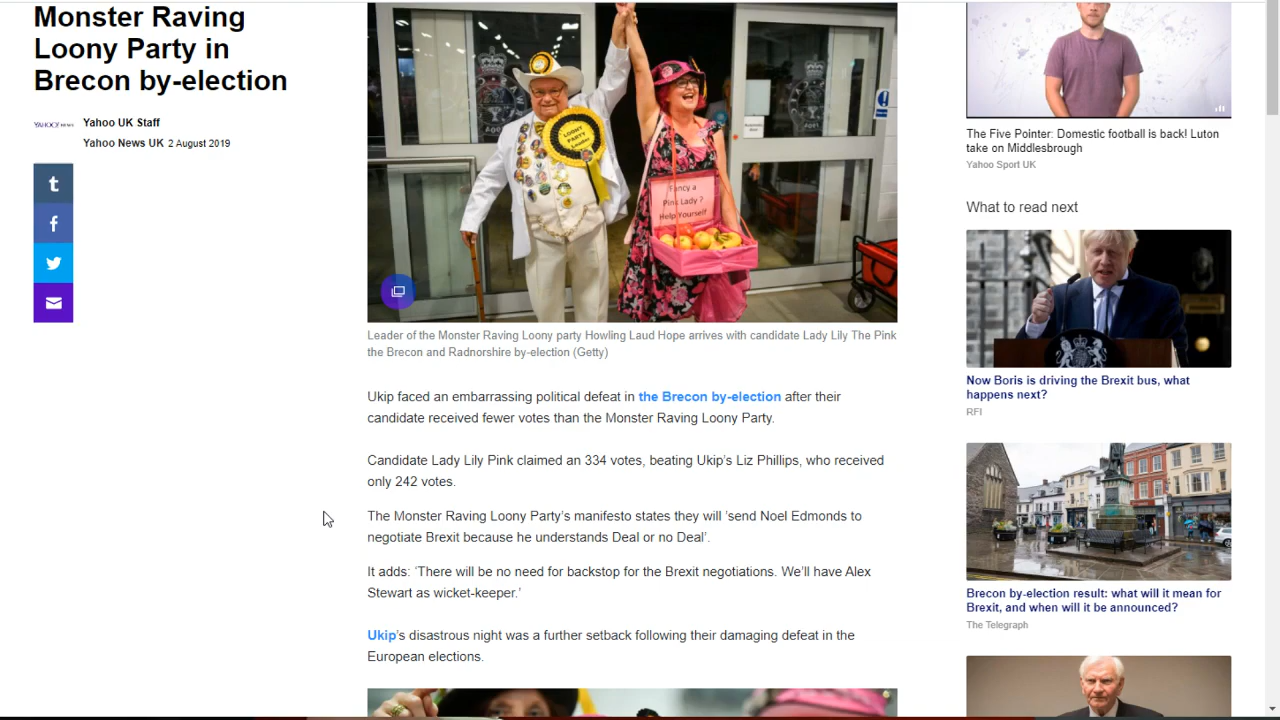 Monster Raving
Loony Party in
Brecon by-election
YAHOO! NEWS
Yahoo UK Staff
Yahoo News UK 2 August 2019
LOONY
PARTY
Leader
Fancy a
Pink Lady ?
Help Yourself
Leader of the Monster Raving Loony party Howling Laud Hope arrives with candidate Lady Lily The Pink
the Brecon and Radnorshire by-election (Getty)
Ukip faced an embarrassing political defeat in the Brecon by-election after their
candidate received fewer votes than the Monster Raving Loony Party.
Candidate Lady Lily Pink claimed an 334 votes, beating Ukip's Liz Phillips, who received
only 242 votes.
The Monster Raving Loony Party's manifesto states they will 'send Noel Edmonds to
negotiate Brexit because he understands Deal or no Deal'.
It adds: 'There will be no need for backstop for the Brexit negotiations. We'll have Alex
Stewart as wicket-keeper.'
Ukip's disastrous night was a further setback following their damaging defeat in the
European elections.
The Five Pointer: Domestic football is back! Luton
take on Middlesbrough
Yahoo Sport UK
What to read next
Now Boris is driving the Brexit bus, what
happens next?
RFI
Brecon by-election result: what will it mean for
Brexit, and when will it be announced?
The Telegraph